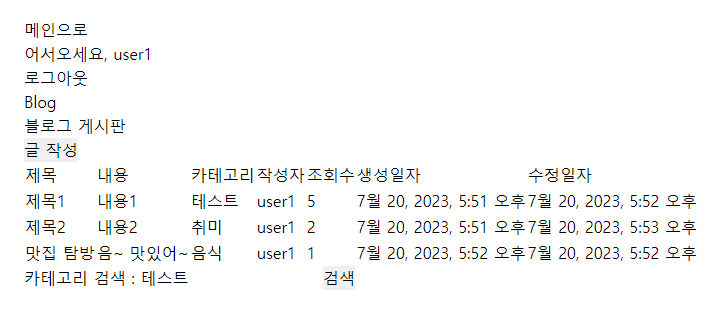 메인으로
어서오세요, user1
로그아웃
Blog
블로그 게시판
글 작성
제목 내용 카테고리 작성자 조회수 생성일자 수정일자
제목1 내용1 테스트 user1 5 7월 20, 2023, 5:51 오후 7월 20, 2023, 5:52 오후
제목2 내용2 취미 user1 2 7월 20, 2023, 5:51 오후 7월 20, 2023, 5:53 오후
맛집 탐방 음~ 맛있어~ 음식 user1 1 7월 20, 2023, 5:52 오후 7월 20, 2023, 5:52 오후
카테고리 검색 : 테스트 검색